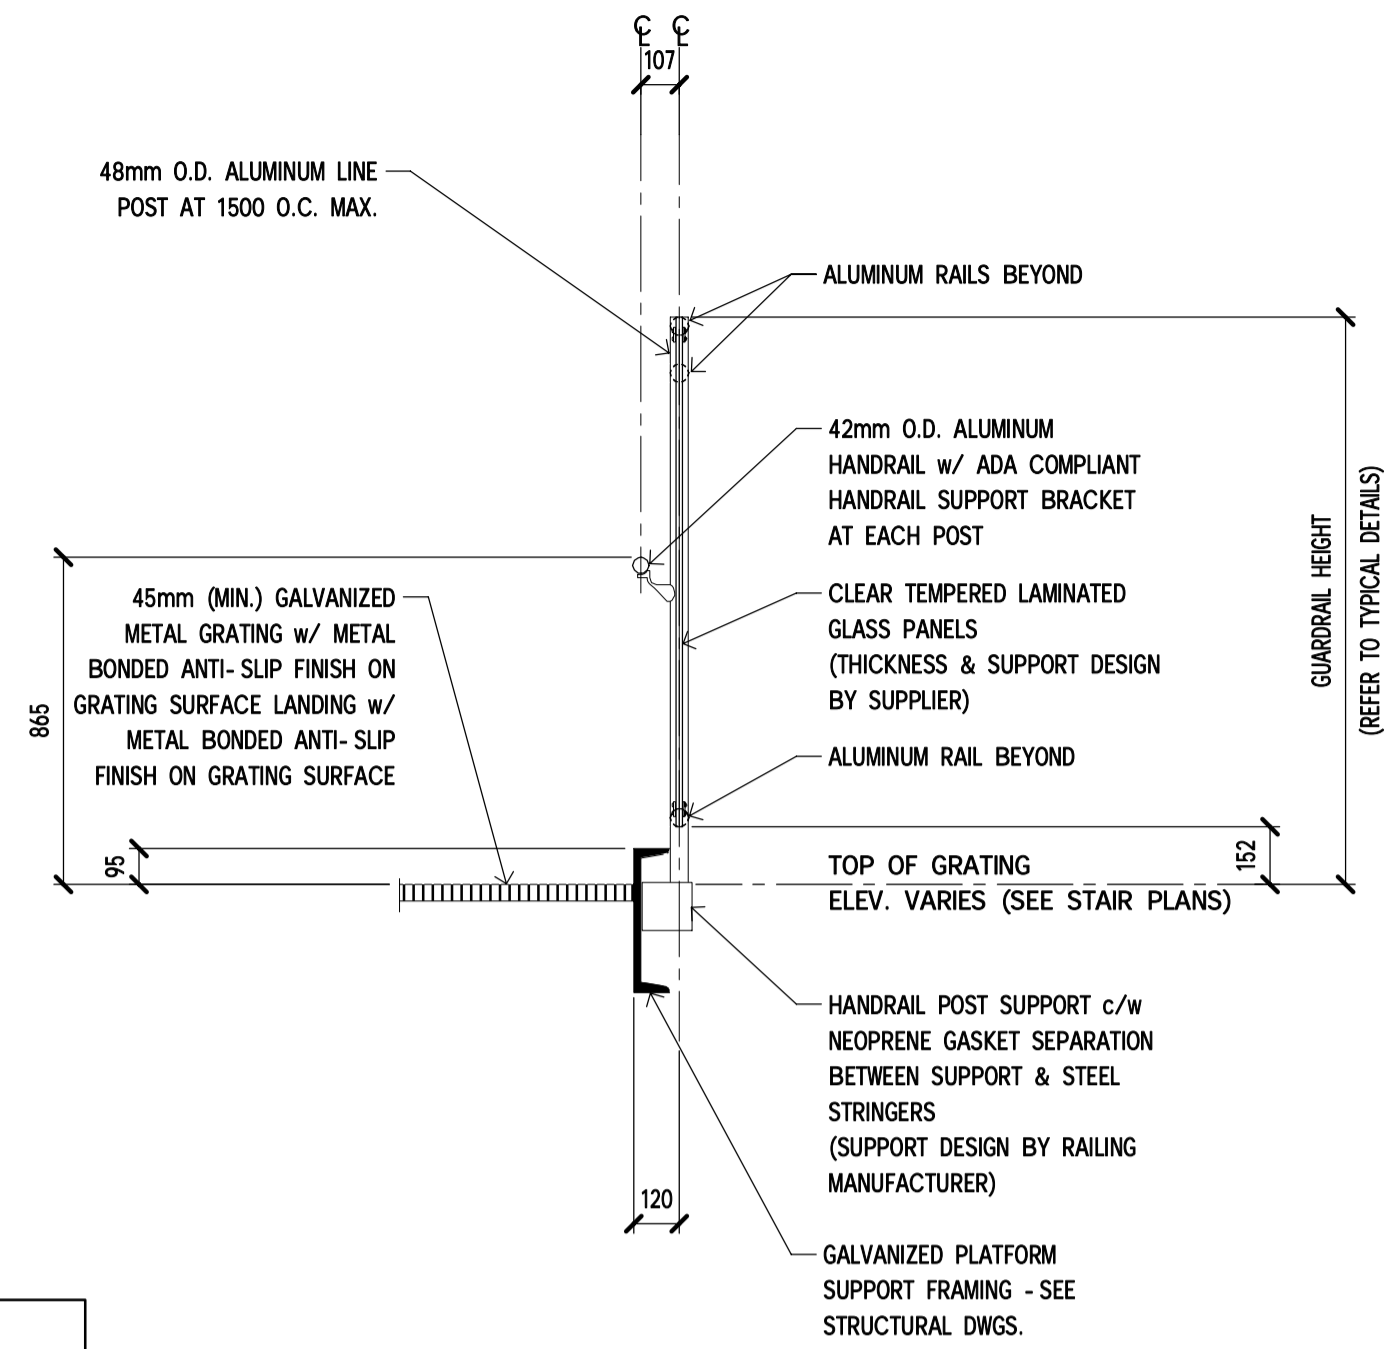 ℄ ℄
107
48mm O.D. ALUMINUM LINE
POST AT 1500 O.C. MAX.
ALUMINUM RAILS BEYOND
42mm O.D. ALUMINUM
HANDRAIL w/ ADA COMPLIANT
HANDRAIL SUPPORT BRACKET
AT EACH POST
GUARDRAIL HEIGHT
(REFER TO TYPICAL DETAILS)
865
45mm (MIN.) GALVANIZED
METAL GRATING w/ METAL
BONDED ANTI-SLIP FINISH ON
GRATING SURFACE LANDING w/
METAL BONDED ANTI-SLIP
FINISH ON GRATING SURFACE
CLEAR TEMPERED LAMINATED
GLASS PANELS
(THICKNESS & SUPPORT DESIGN
BY SUPPLIER)
ALUMINUM RAIL BEYOND
95
152
TOP OF GRATING
ELEV. VARIES (SEE STAIR PLANS)
HANDRAIL POST SUPPORT c/w
NEOPRENE GASKET SEPARATION
BETWEEN SUPPORT & STEEL
STRINGERS
(SUPPORT DESIGN BY RAILING
MANUFACTURER)
120
GALVANIZED PLATFORM
SUPPORT FRAMING - SEE
STRUCTURAL DWGS.